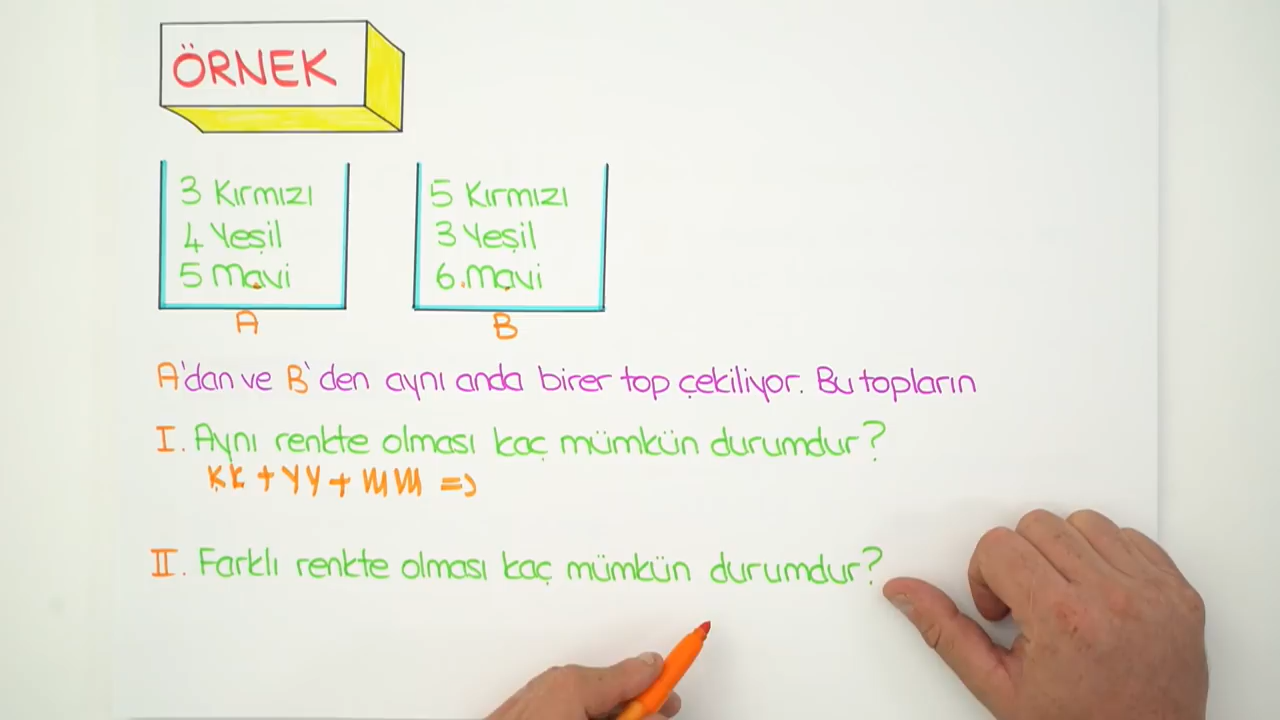 ÖRNEK
3 Kırmızı
4 Yeşil
5 Mavi
A
5 Kırmızı
3 Yeşil
6 Mavi
B
A'dan ve B'den aynı anda birer top çekiliyor. Bu topların
I. Aynı renkte olması kaç mümkün durumdur?
KK + YY + MM =>
II. Farklı renkte olması kaç mümkün durumdur?